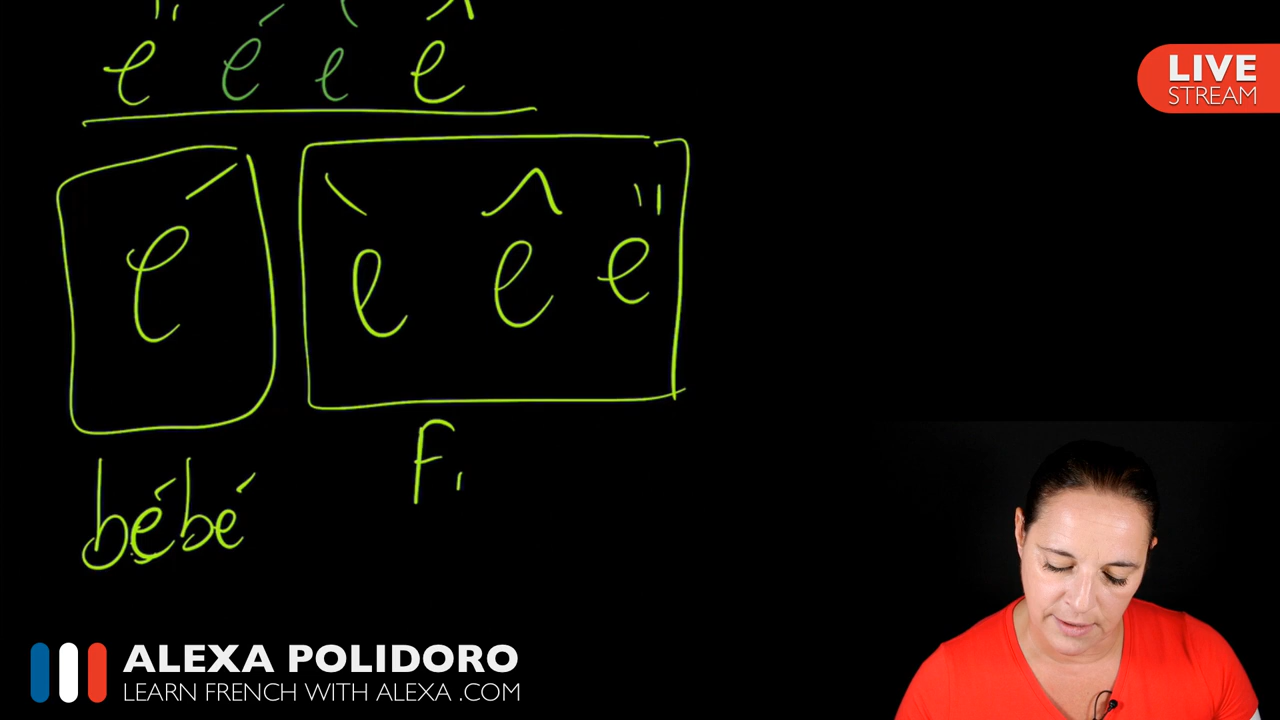 ë é è ê
é è ê ë
F
bébé
LIVE
STREAM
ALEXA POLIDORO
LEARN FRENCH WITH ALEXA .COM